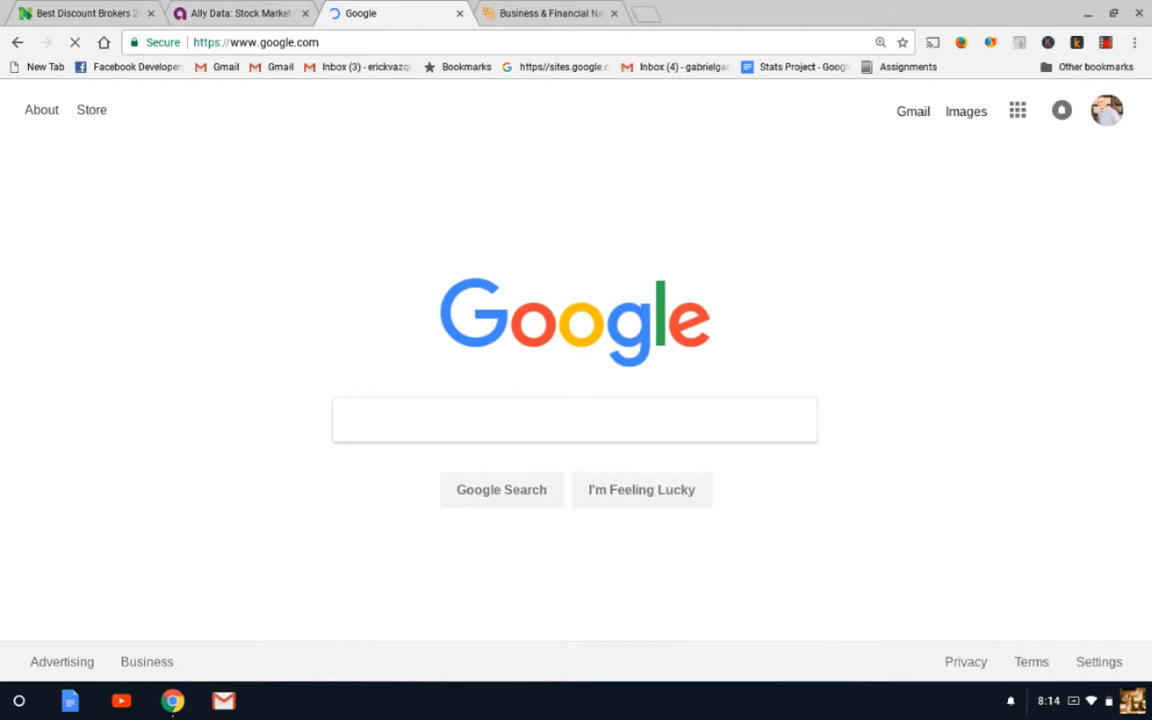 Best Discount Brokers 2
Ally Data: Stock Market
Google
Business & Financial Ne
Secure https://www.google.com
New Tab Facebook Developer Gmail Gmail Inbox (3) - erickvazq Bookmarks https//sites.google.c Inbox (4) - gabrielga Stats Project - Goog Assignments Other bookmarks
About Store Gmail Images
Google
Google Search I'm Feeling Lucky
Advertising Business Privacy Terms Settings
8:14